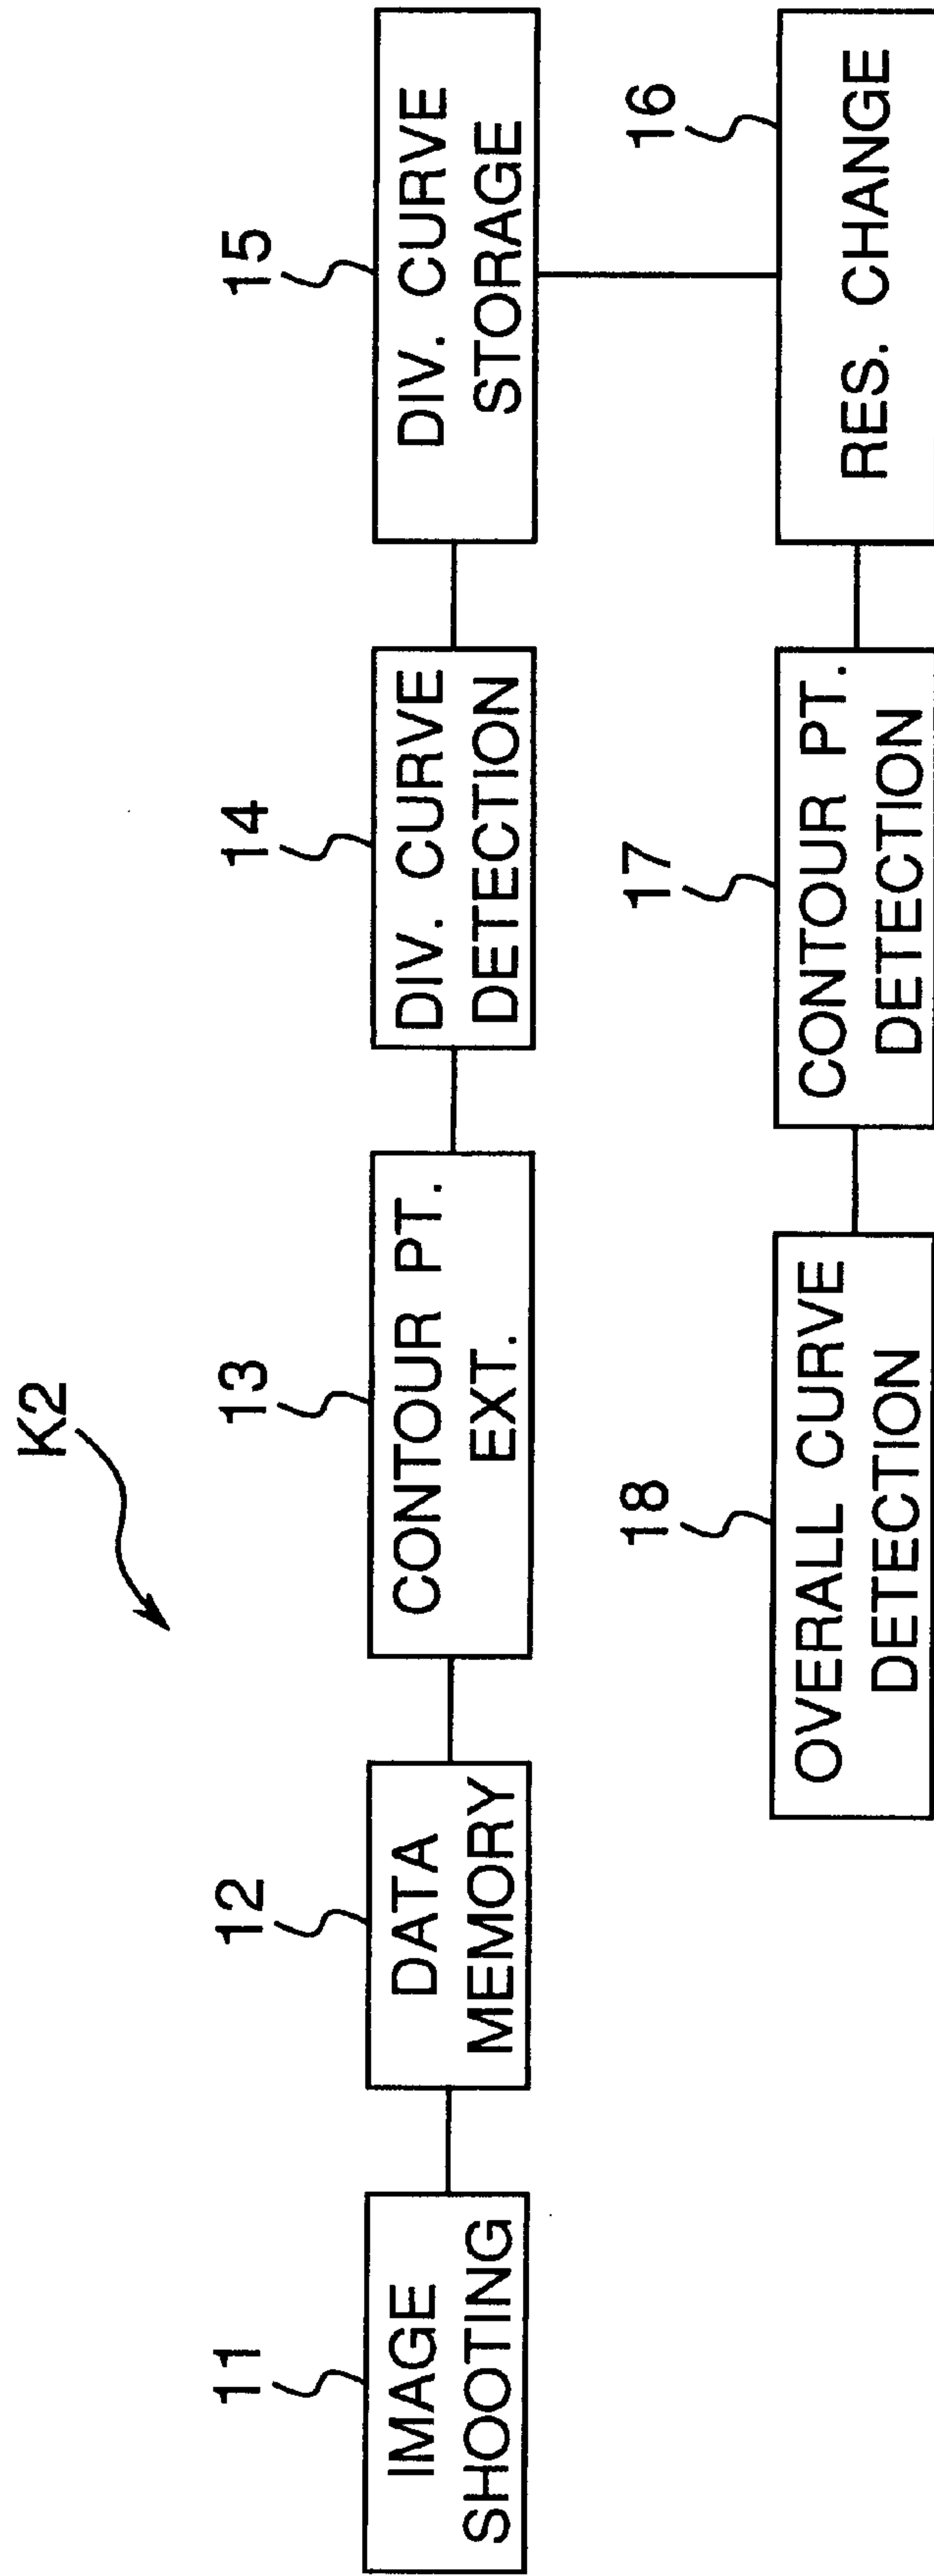 K2
11
IMAGE
SHOOTING
12
DATA
MEMORY
13
CONTOUR PT.
EXT.
14
DIV. CURVE
DETECTION
15
DIV. CURVE
STORAGE
18
OVERALL CURVE
DETECTION
17
CONTOUR PT.
DETECTION
16
RES. CHANGE